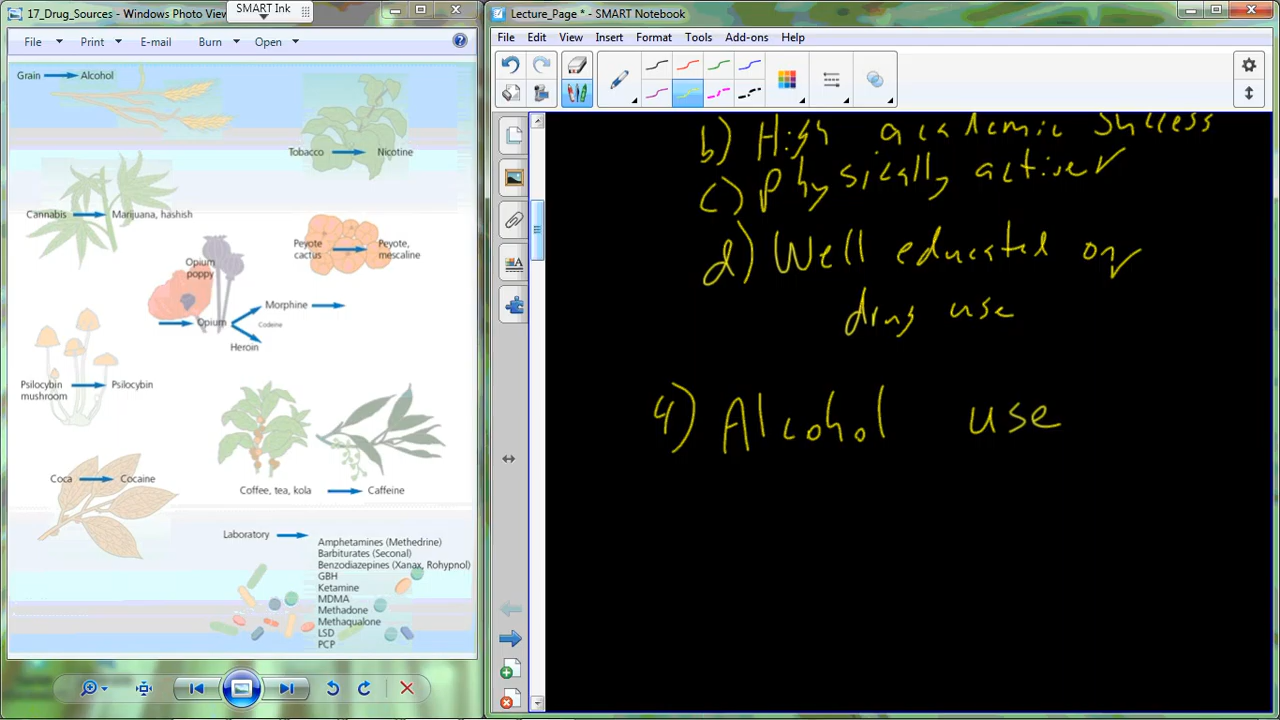 17_Drug_Sources - Windows Photo View
SMART Ink
File Print E-mail Burn Open
Grain Alcohol
Tobacco Nicotine
Cannabis Marijuana, hashish
Peyote cactus Peyote, mescaline
Opium poppy
Morphine
Opium Codeine
Heroin
Psilocybin mushroom Psilocybin
Coca Cocaine
Coffee, tea, kola Caffeine
Laboratory
Amphetamines (Methedrine)
Barbiturates (Seconal)
Benzodiazepines (Xanax, Rohypnol)
GBH
Ketamine
MDMA
Methadone
Methaqualone
LSD
PCP
Lecture_Page * - SMART Notebook
File Edit View Insert Format Tools Add-ons Help
b) High academic success
c) Physically active
d) Well educated on
drug use
4) Alcohol use